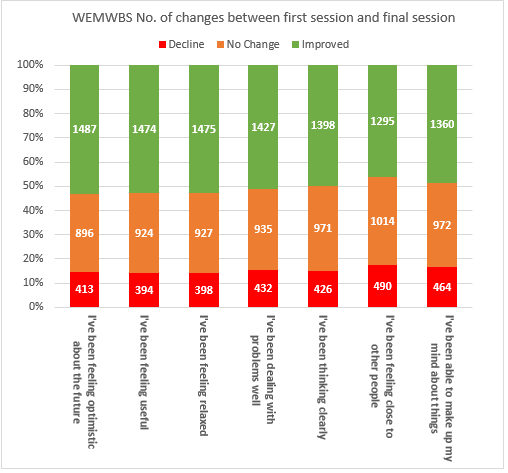 WEMWBS No. of changes between first session and final session
Decline No Change Improved
100%
90%
80%
70%
60%
50%
40%
30%
20%
10%
0%
1487 1474 1475 1427 1398 1295 1360
896 924 927 935 971 1014 972
413 394 398 432 426 490 464
I've been feeling optimistic
about the future
I've been feeling useful
I've been feeling relaxed
I've been dealing with
problems well
I've been thinking clearly
I've been feeling close to
other people
I've been able to make up my
mind about things